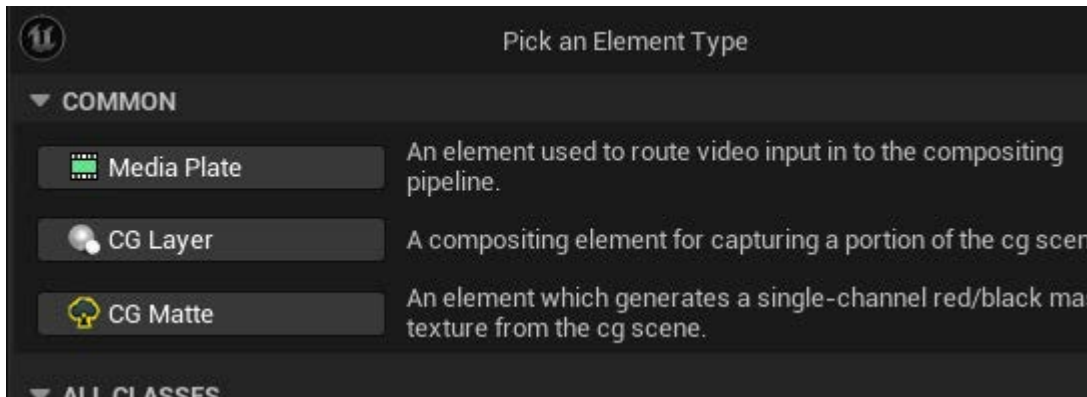 Pick an Element Type
COMMON
Media Plate
An element used to route video input in to the compositing
pipeline.
CG Layer
A compositing element for capturing a portion of the cg scen
CG Matte
An element which generates a single-channel red/black ma
texture from the cg scene.
ALL CLASSES